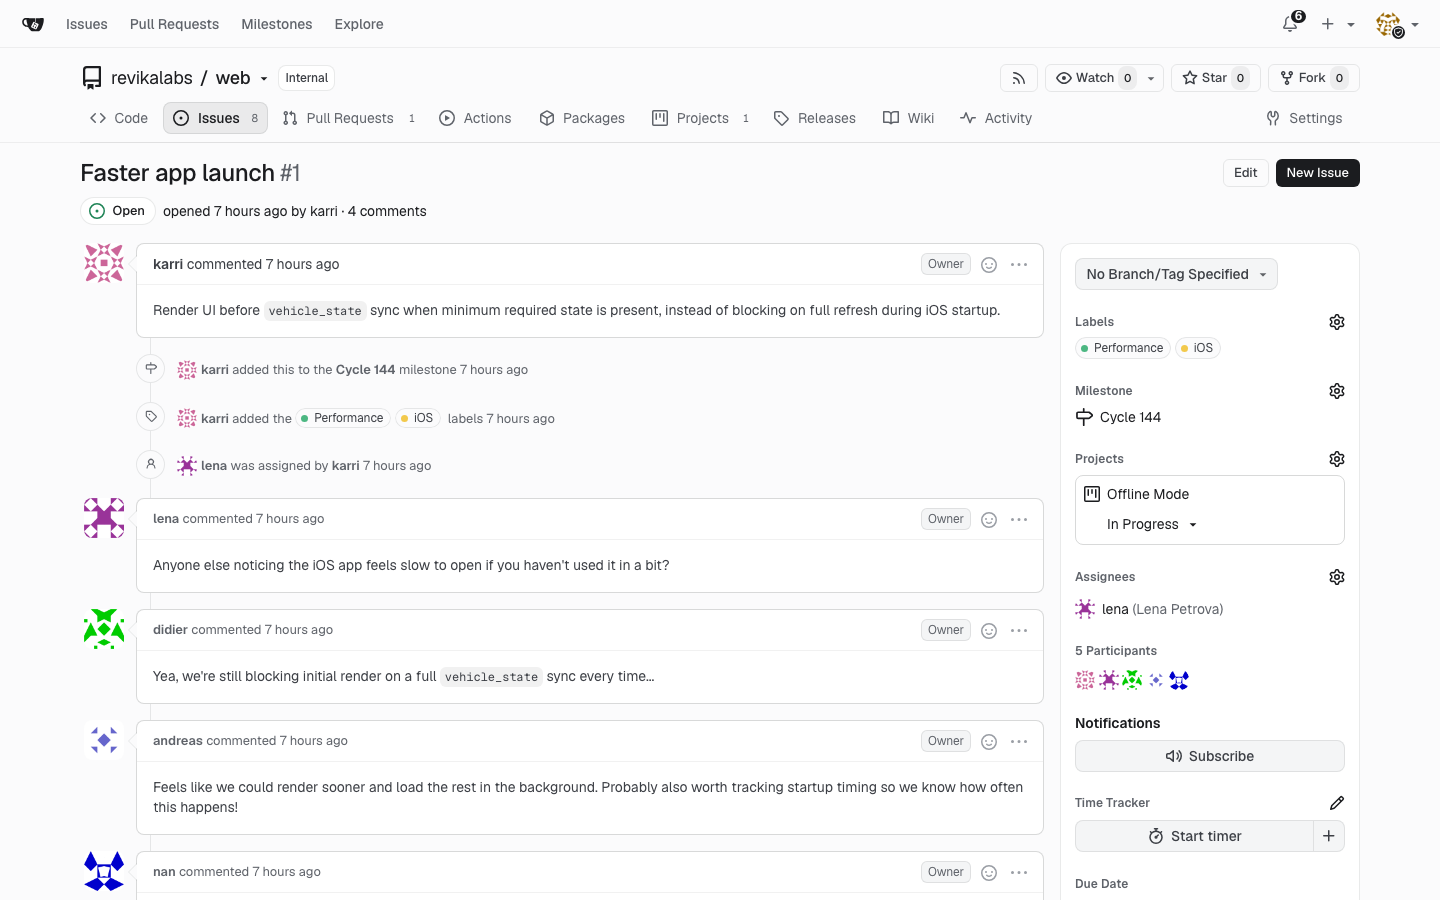 Issues Pull Requests Milestones Explore 6
revikalabs / web Internal Watch 0 Star 0 Fork 0
Code Issues 8 Pull Requests 1 Actions Packages Projects 1 Releases Wiki Activity Settings
Faster app launch #1 Edit New Issue
Open opened 7 hours ago by karri · 4 comments
karri commented 7 hours ago Owner
Render UI before vehicle_state sync when minimum required state is present, instead of blocking on full refresh during iOS startup.
karri added this to the Cycle 144 milestone 7 hours ago
karri added the Performance iOS labels 7 hours ago
lena was assigned by karri 7 hours ago
lena commented 7 hours ago Owner
Anyone else noticing the iOS app feels slow to open if you haven't used it in a bit?
didier commented 7 hours ago Owner
Yea, we're still blocking initial render on a full vehicle_state sync every time...
andreas commented 7 hours ago Owner
Feels like we could render sooner and load the rest in the background. Probably also worth tracking startup timing so we know how often
this happens!
nan commented 7 hours ago Owner
No Branch/Tag Specified
Labels
Performance iOS
Milestone
Cycle 144
Projects
Offline Mode
In Progress
Assignees
lena (Lena Petrova)
5 Participants
Notifications
Subscribe
Time Tracker
Start timer
Due Date